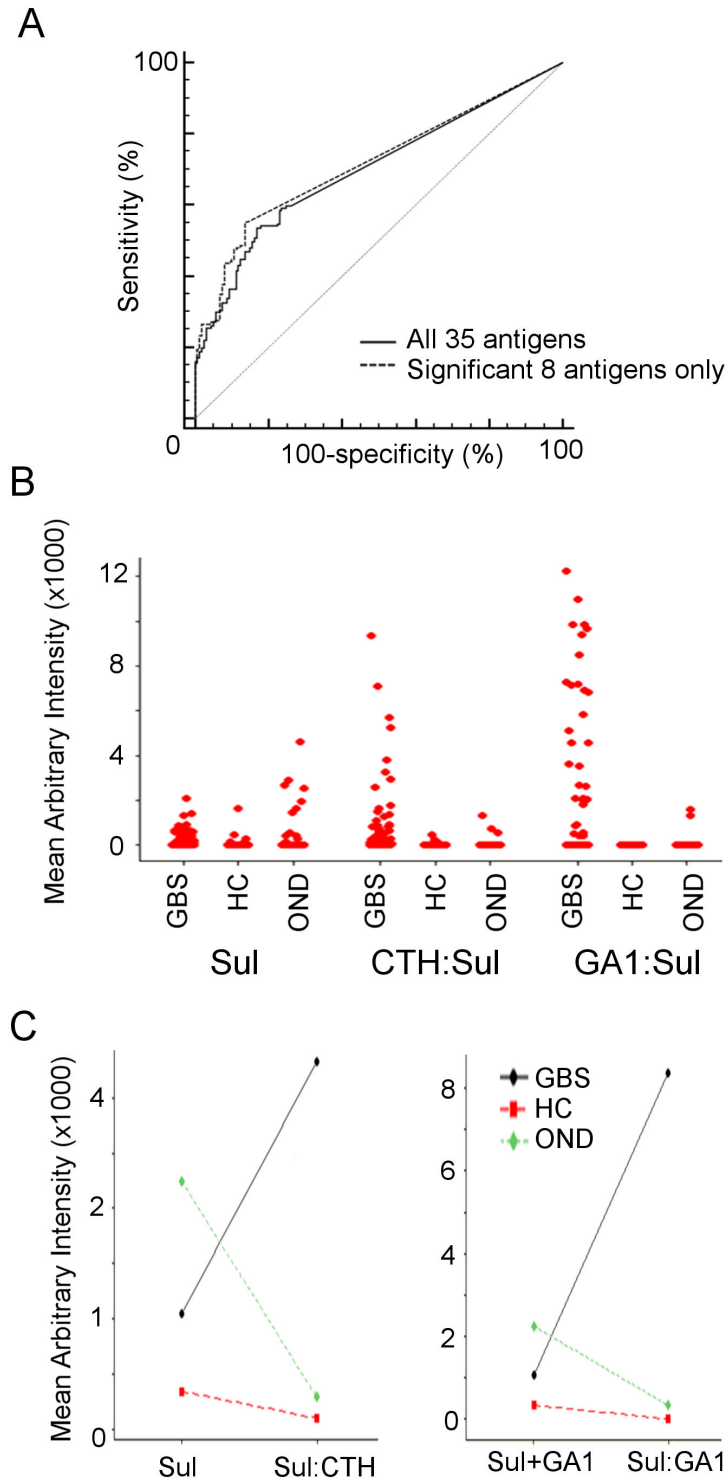 A
100
Sensitivity (%)
All 35 antigens
Significant 8 antigens only
0
100-specificity (%)
100
B
Mean Arbitrary Intensity (x1000)
12
8
4
0
GBS
HC
OND
GBS
HC
OND
GBS
HC
OND
Sul
CTH:Sul
GA1:Sul
C
Mean Arbitrary Intensity (x1000)
4
2
1
0
Sul
Sul:CTH
8
6
4
2
0
GBS
HC
OND
Sul+GA1
Sul:GA1